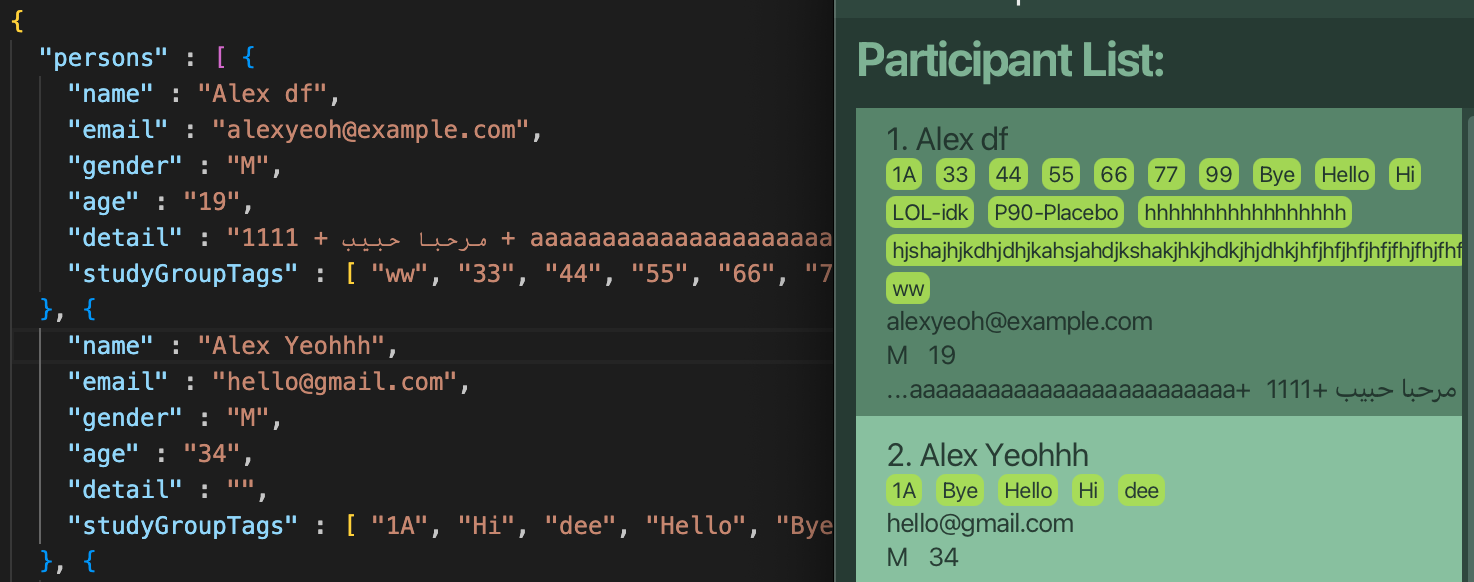 {
"persons" : [ {
"name" : "Alex df",
"email" : "alexyeoh@example.com",
"gender" : "M",
"age" : "19",
"detail" : "1111 + مرحبا حبيب + aaaaaaaaaaaaaaaaaaaaa
"studyGroupTags" : [ "ww", "33", "44", "55", "66", "7
}, {
"name" : "Alex Yeohhh",
"email" : "hello@gmail.com",
"gender" : "M",
"age" : "34",
"detail" : "",
"studyGroupTags" : [ "1A", "Hi", "dee", "Hello", "Bye
}, {
Participant List:
1. Alex df
1A 33 44 55 66 77 99 Bye Hello Hi
LOL-idk P90-Placebo hhhhhhhhhhhhhhhhh
hjshajhjkdhjdhjkahsjahdjkshakjhkjhdkjhjdhkjhfjhfjhfjhfjfhjfhjfhf
ww
alexyeoh@example.com
M 19
...aaaaaaaaaaaaaaaaaaaaaaaaa+ 1111+ مرحبا حبيب
2. Alex Yeohhh
1A Bye Hello Hi dee
hello@gmail.com
M 34